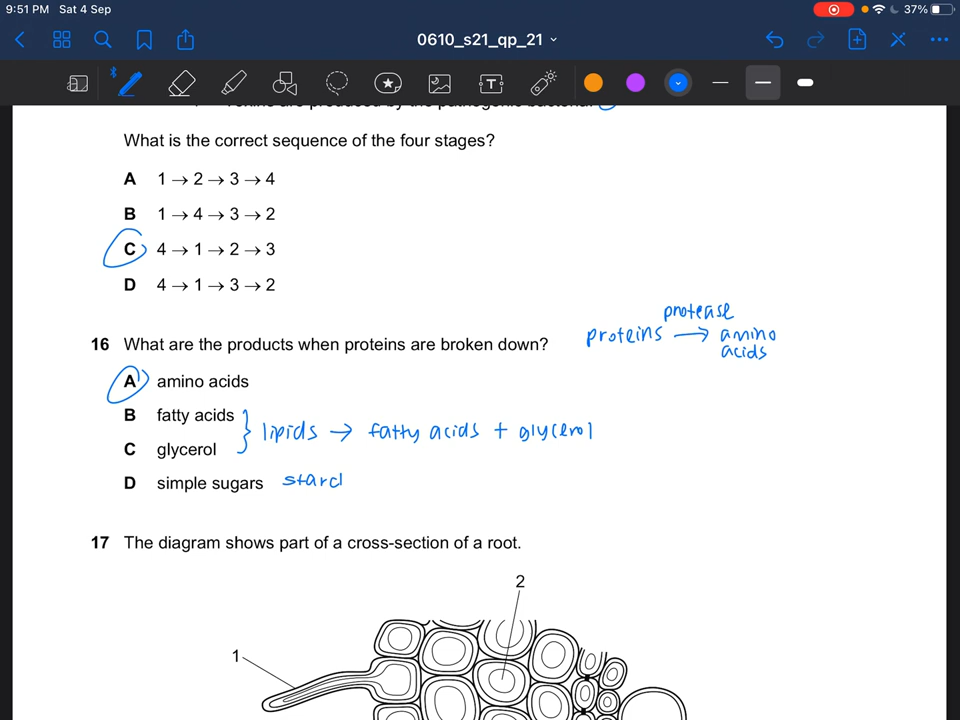 9:51 PM Sat 4 Sep
37%
0610_s21_qp_21
What is the correct sequence of the four stages?
A 1 → 2 → 3 → 4
B 1 → 4 → 3 → 2
C 4 → 1 → 2 → 3
D 4 → 1 → 3 → 2
protease
16 What are the products when proteins are broken down? proteins → amino
acids
A amino acids
B fatty acids
lipids → fatty acids + glycerol
C glycerol
D simple sugars starcl
17 The diagram shows part of a cross-section of a root.
2
1